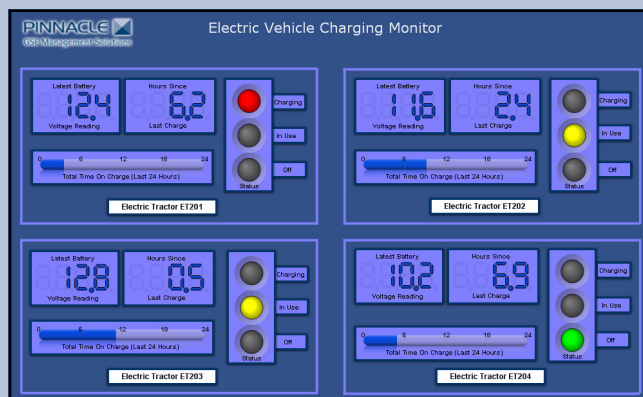 PINNACLE
GSE Management Solutions
Electric Vehicle Charging Monitor
Latest Battery
12.4
Voltage Reading
Hours Since
6.2
Last Charge
Charging
In Use
Off
Status
0 6 12 18 24
Total Time On Charge (Last 24 Hours)
Electric Tractor ET201
Latest Battery
11.6
Voltage Reading
Hours Since
2.4
Last Charge
Charging
In Use
Off
Status
0 6 12 18 24
Total Time On Charge (Last 24 Hours)
Electric Tractor ET202
Latest Battery
12.8
Voltage Reading
Hours Since
0.5
Last Charge
Charging
In Use
Off
Status
0 6 12 18 24
Total Time On Charge (Last 24 Hours)
Electric Tractor ET203
Latest Battery
10.2
Voltage Reading
Hours Since
6.9
Last Charge
Charging
In Use
Off
Status
0 6 12 18 24
Total Time On Charge (Last 24 Hours)
Electric Tractor ET204